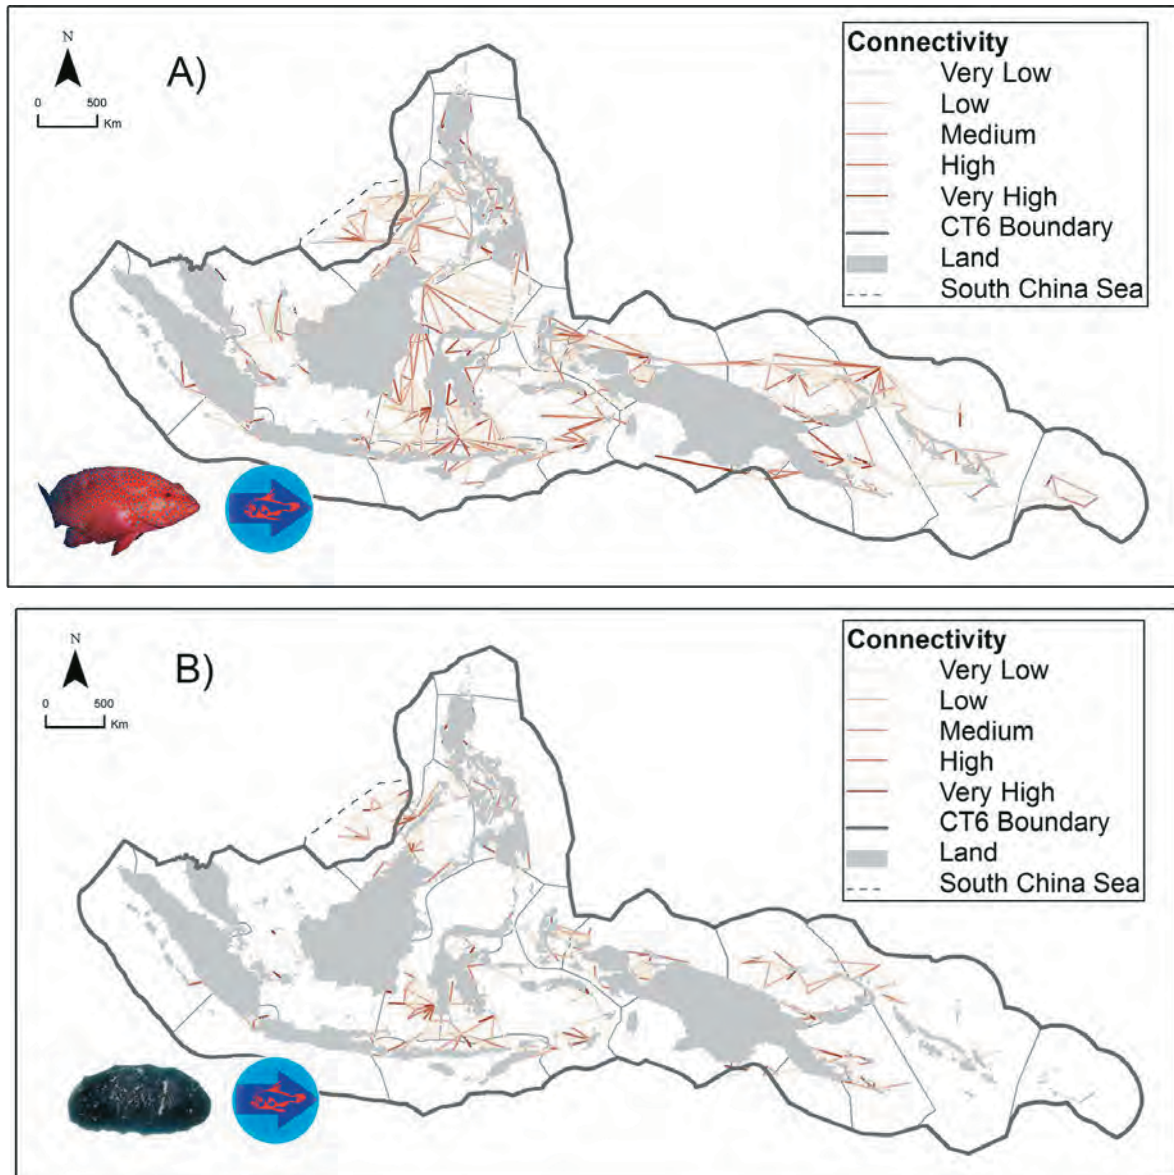 N
0 500
Km
A)
Connectivity
Very Low
Low
Medium
High
Very High
CT6 Boundary
Land
South China Sea
N
0 500
Km
B)
Connectivity
Very Low
Low
Medium
High
Very High
CT6 Boundary
Land
South China Sea